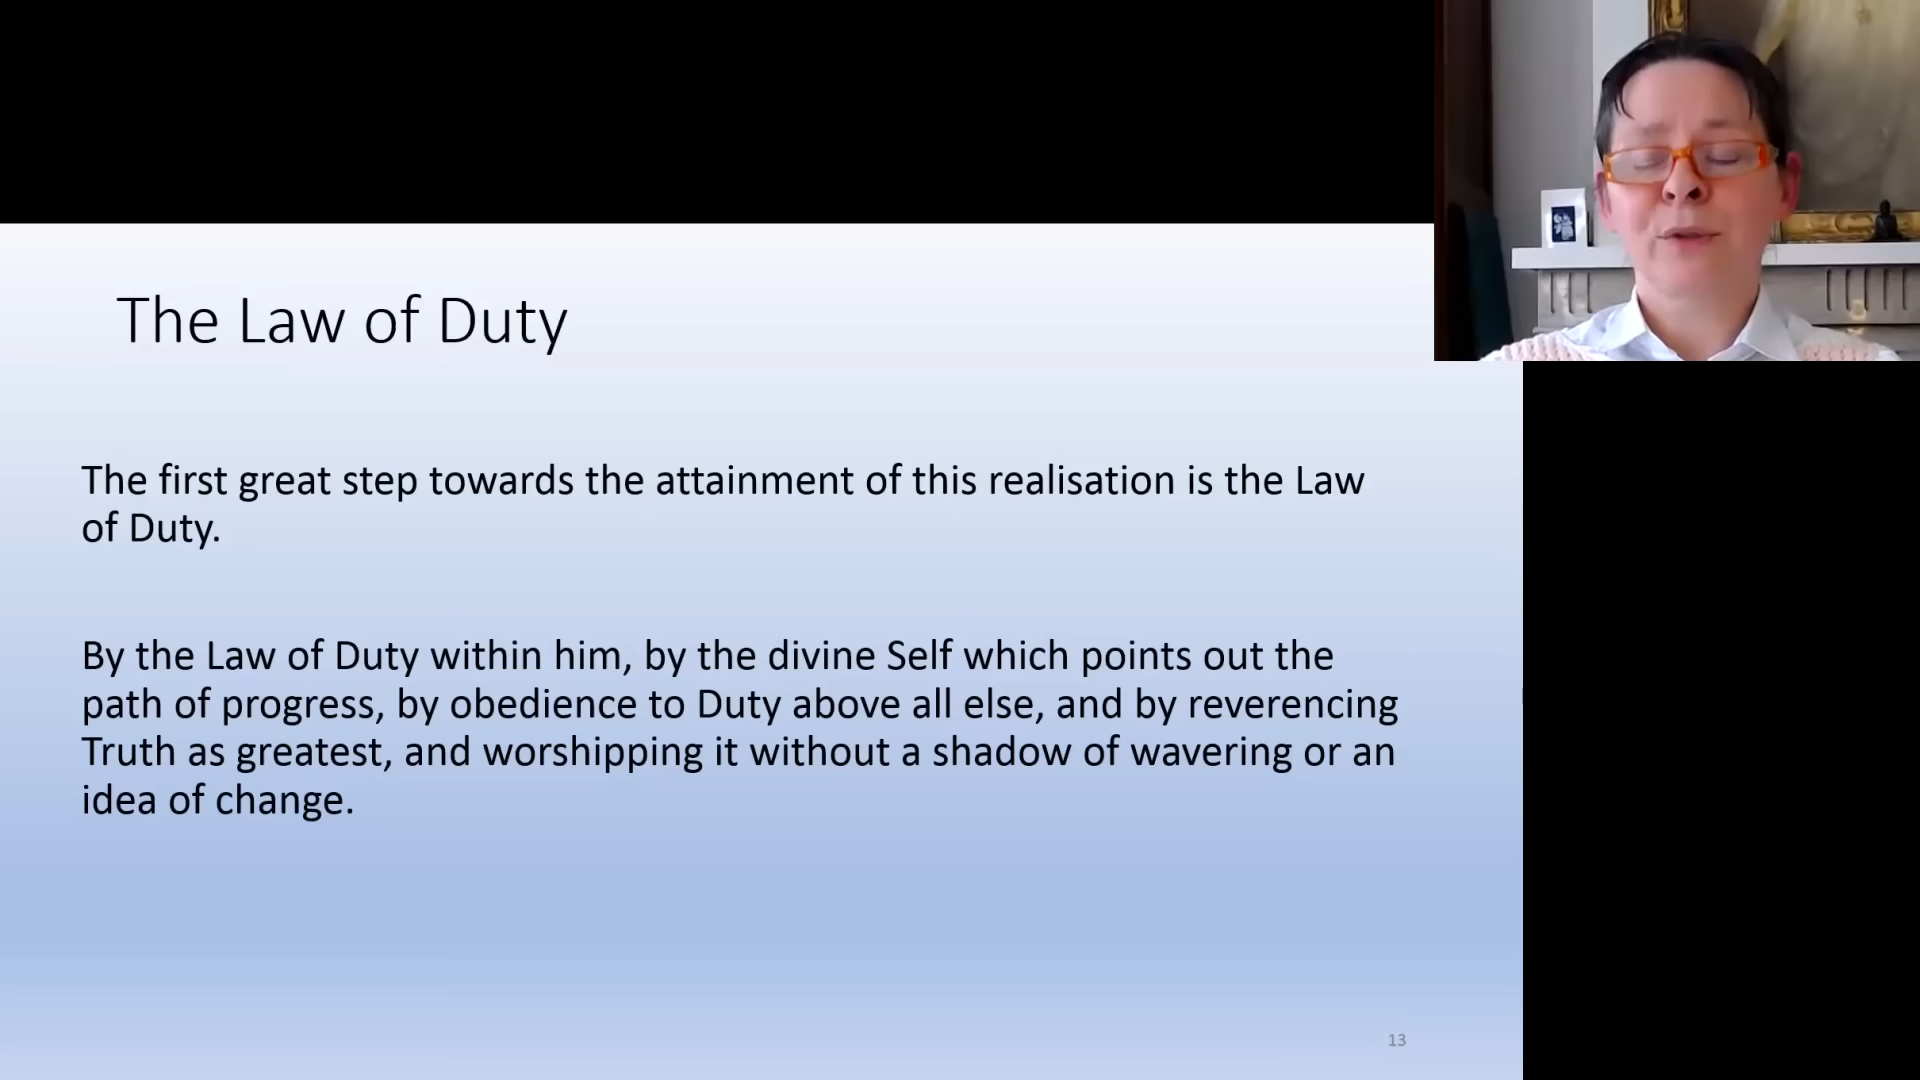 The Law of Duty
The first great step towards the attainment of this realisation is the Law
of Duty.
By the Law of Duty within him, by the divine Self which points out the
path of progress, by obedience to Duty above all else, and by reverencing
Truth as greatest, and worshipping it without a shadow of wavering or an
idea of change.
13